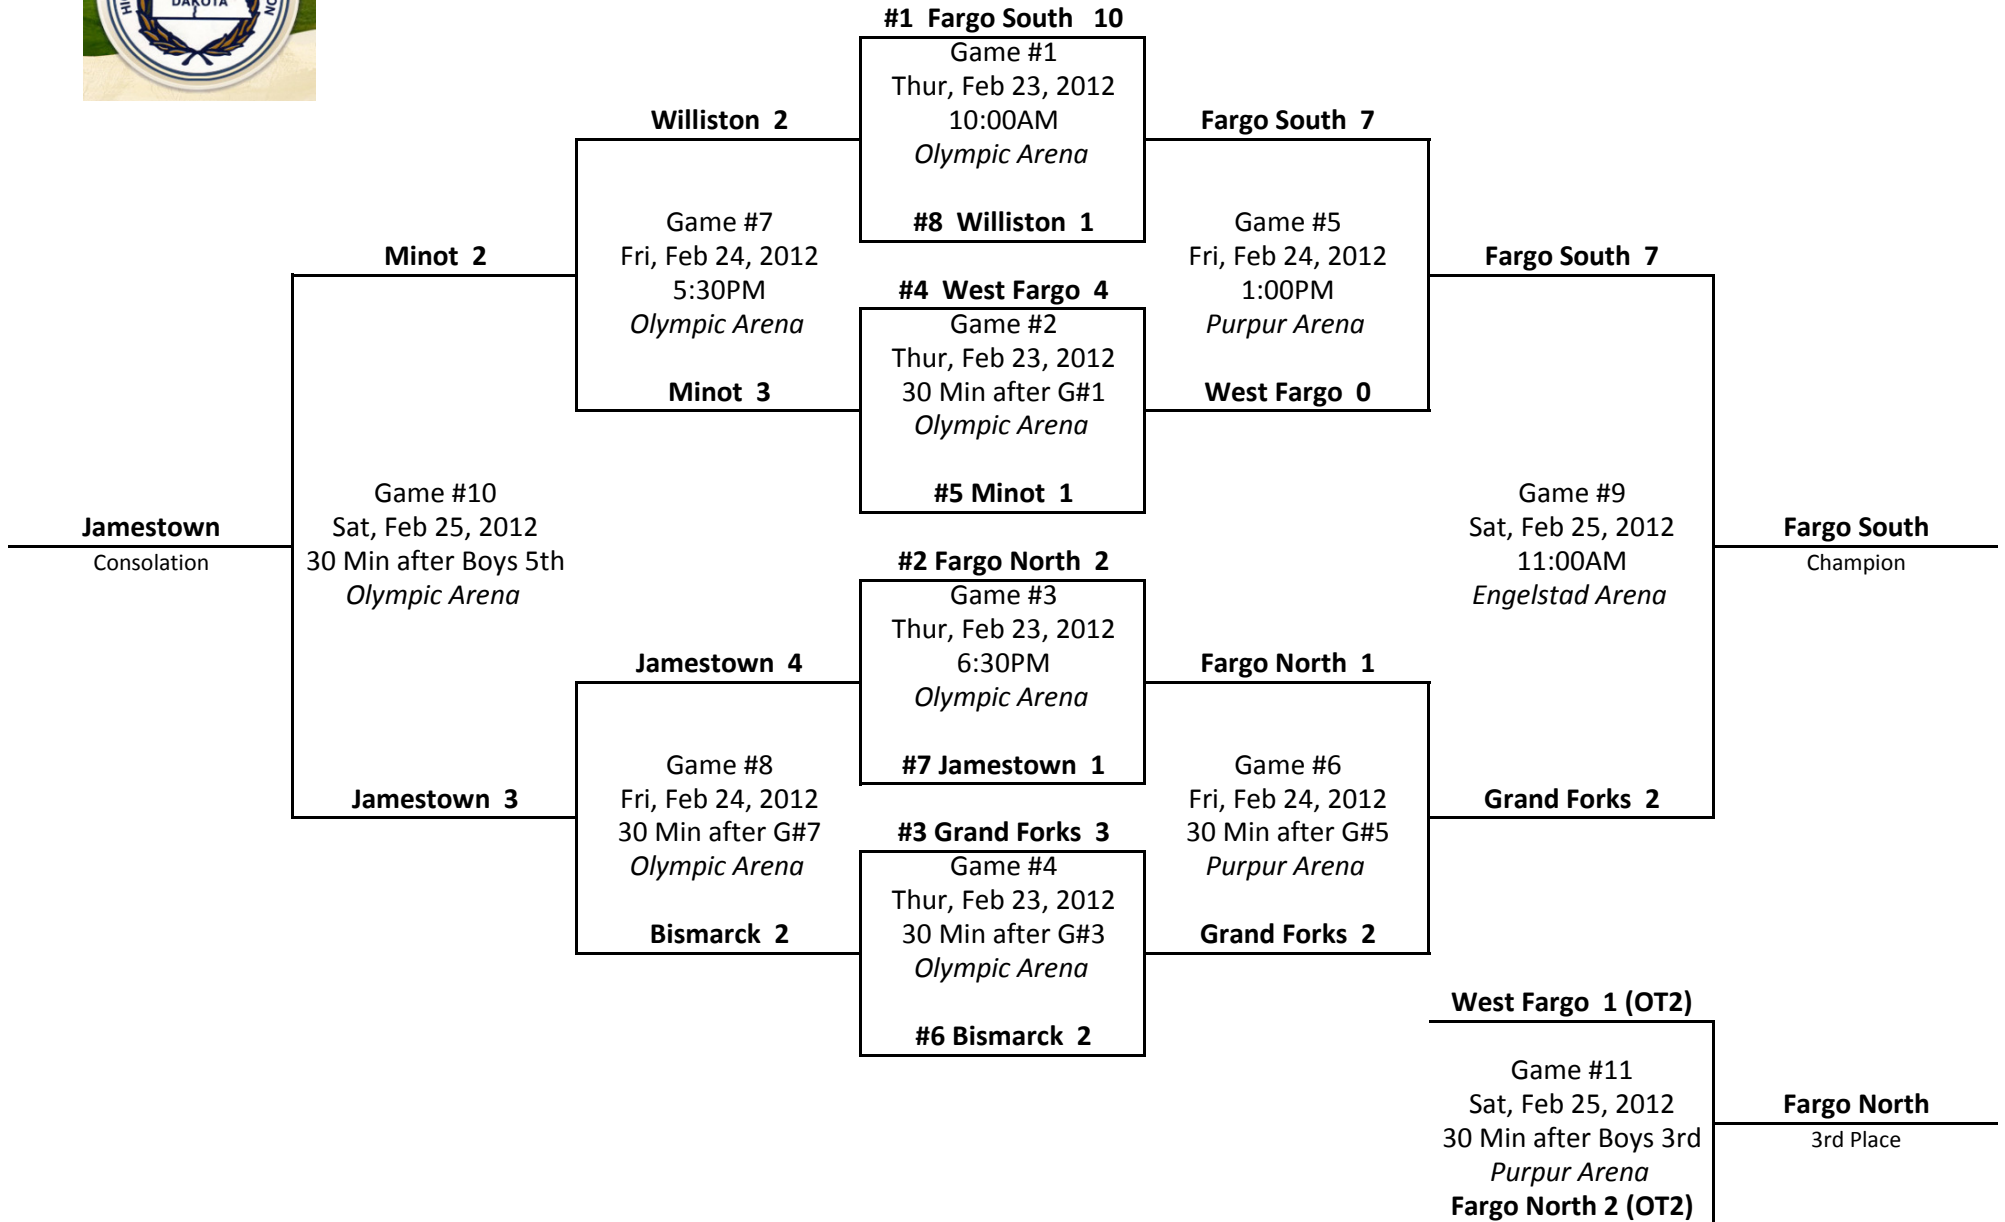 DAKOTA
#1 Fargo South 10
Game #1
Thur, Feb 23, 2012
10:00AM
Olympic Arena
#8 Williston 1
Williston 2
Game #7
Fri, Feb 24, 2012
5:30PM
Olympic Arena
Minot 3
Fargo South 7
Game #5
Fri, Feb 24, 2012
1:00PM
Purpur Arena
West Fargo 0
Minot 2
Fargo South 7
#4 West Fargo 4
Game #2
Thur, Feb 23, 2012
30 Min after G#1
Olympic Arena
#5 Minot 1
Jamestown
Consolation
Game #10
Sat, Feb 25, 2012
30 Min after Boys 5th
Olympic Arena
Game #9
Sat, Feb 25, 2012
11:00AM
Engelstad Arena
Fargo South
Champion
#2 Fargo North 2
Game #3
Thur, Feb 23, 2012
6:30PM
Olympic Arena
#7 Jamestown 1
Jamestown 4
Game #8
Fri, Feb 24, 2012
30 Min after G#7
Olympic Arena
Bismarck 2
Fargo North 1
Game #6
Fri, Feb 24, 2012
30 Min after G#5
Purpur Arena
Grand Forks 2
Jamestown 3
Grand Forks 2
#3 Grand Forks 3
Game #4
Thur, Feb 23, 2012
30 Min after G#3
Olympic Arena
#6 Bismarck 2
West Fargo 1 (OT2)
Game #11
Sat, Feb 25, 2012
30 Min after Boys 3rd
Purpur Arena
Fargo North 2 (OT2)
Fargo North
3rd Place